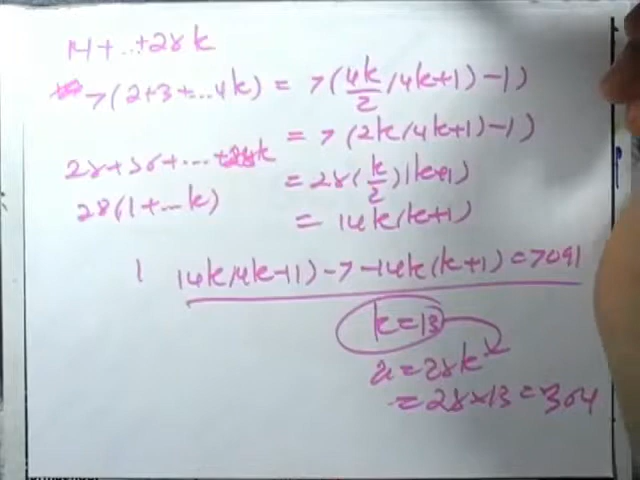 14+...+28k
7(2+3+...4k) = 7(4k/2(4k+1)-1)
= 7(2k(4k+1)-1)
28+56+...+28k = 28(k/2)(k+1)
28(1+...k) = 14k(k+1)
14k(4k+1)-7-14k(k+1)=7091
k=13
a=28k
=28×13=364